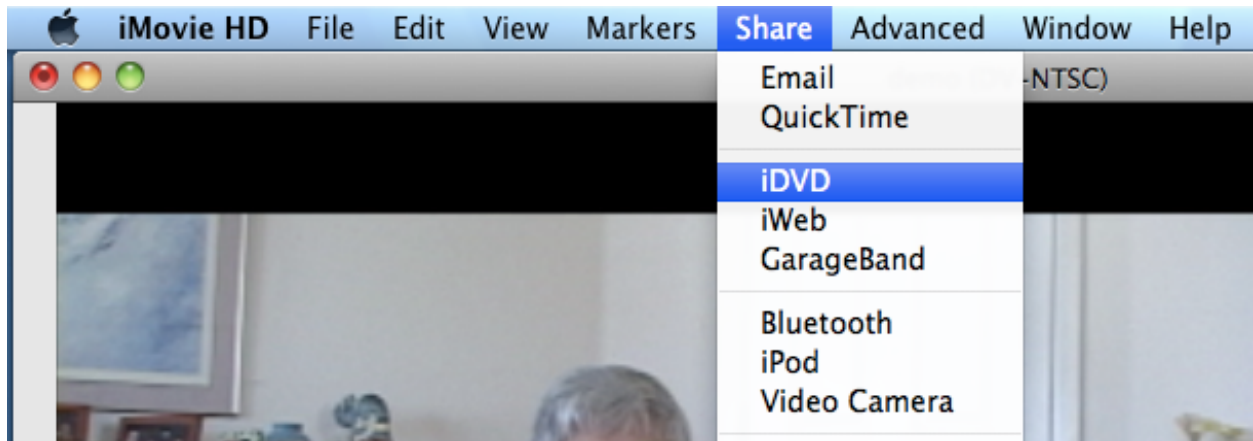 iMovie HD File Edit View Markers Share Advanced Window Help
-NTSC)
Email
QuickTime
iDVD
iWeb
GarageBand
Bluetooth
iPod
Video Camera